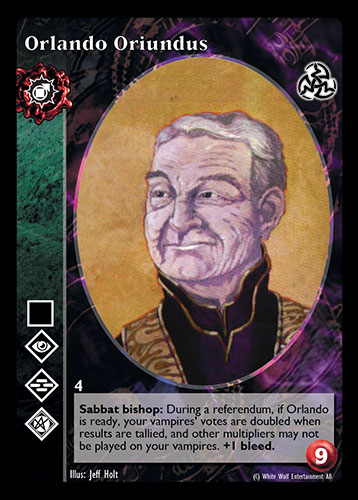 Orlando Oriundus
4
Sabbat bishop: During a referendum, if Orlando
is ready, your vampires' votes are doubled when
results are tallied, and other multipliers may not
be played on your vampires. +1 bleed.
9
Illus: Jeff Holt
(C) White Wolf Entertainment AB